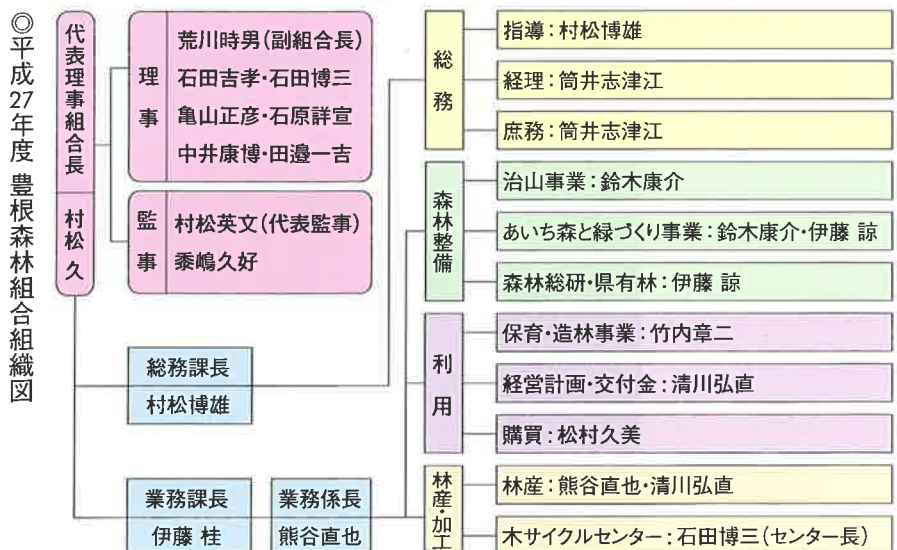 ◎平成27年度 豊根森林組合組織図
代表理事組合長
村松 久
理事
荒川時男(副組合長)
石田吉孝・石田博三
亀山正彦・石原詳宣
中井康博・田邉一吉
監事
村松英文(代表監事)
黍嶋久好
総務課長
村松博雄
業務課長
伊藤 桂
業務係長
熊谷直也
総務
指導:村松博雄
経理:筒井志津江
庶務:筒井志津江
森林整備
治山事業:鈴木康介
あいち森と緑づくり事業:鈴木康介・伊藤 諒
森林総研・県有林:伊藤 諒
利用
保育・造林事業:竹内章二
経営計画・交付金:清川弘直
購買:松村久美
林産・加工
林産:熊谷直也・清川弘直
木サイクルセンター:石田博三(センター長)